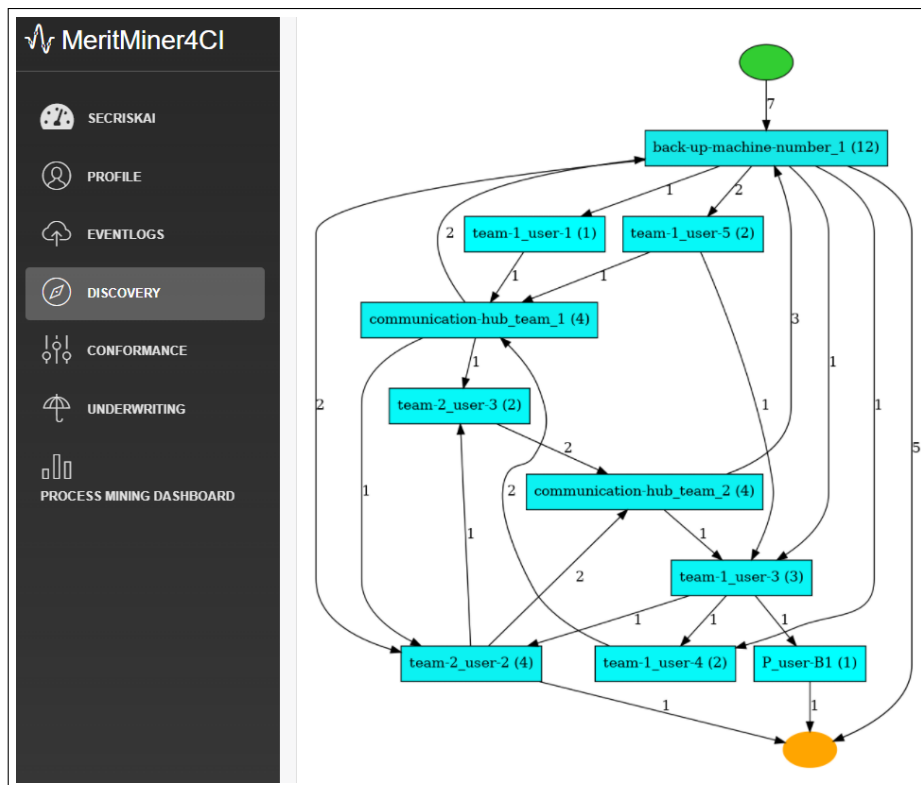 MeritMiner4CI
SECRISKAI
PROFILE
EVENTLOGS
DISCOVERY
CONFORMANCE
UNDERWRITING
PROCESS MINING DASHBOARD
7
back-up-machine-number_1 (12)
1
2
team-1_user-1 (1)
team-1_user-5 (2)
2
1
1
communication-hub_team_1 (4)
3
1
1
team-2_user-3 (2)
2
1
1
5
2
communication-hub_team_2 (4)
1
2
1
1
2
team-1_user-3 (3)
1
1
1
team-2_user-2 (4)
team-1_user-4 (2)
P_user-B1 (1)
1
1